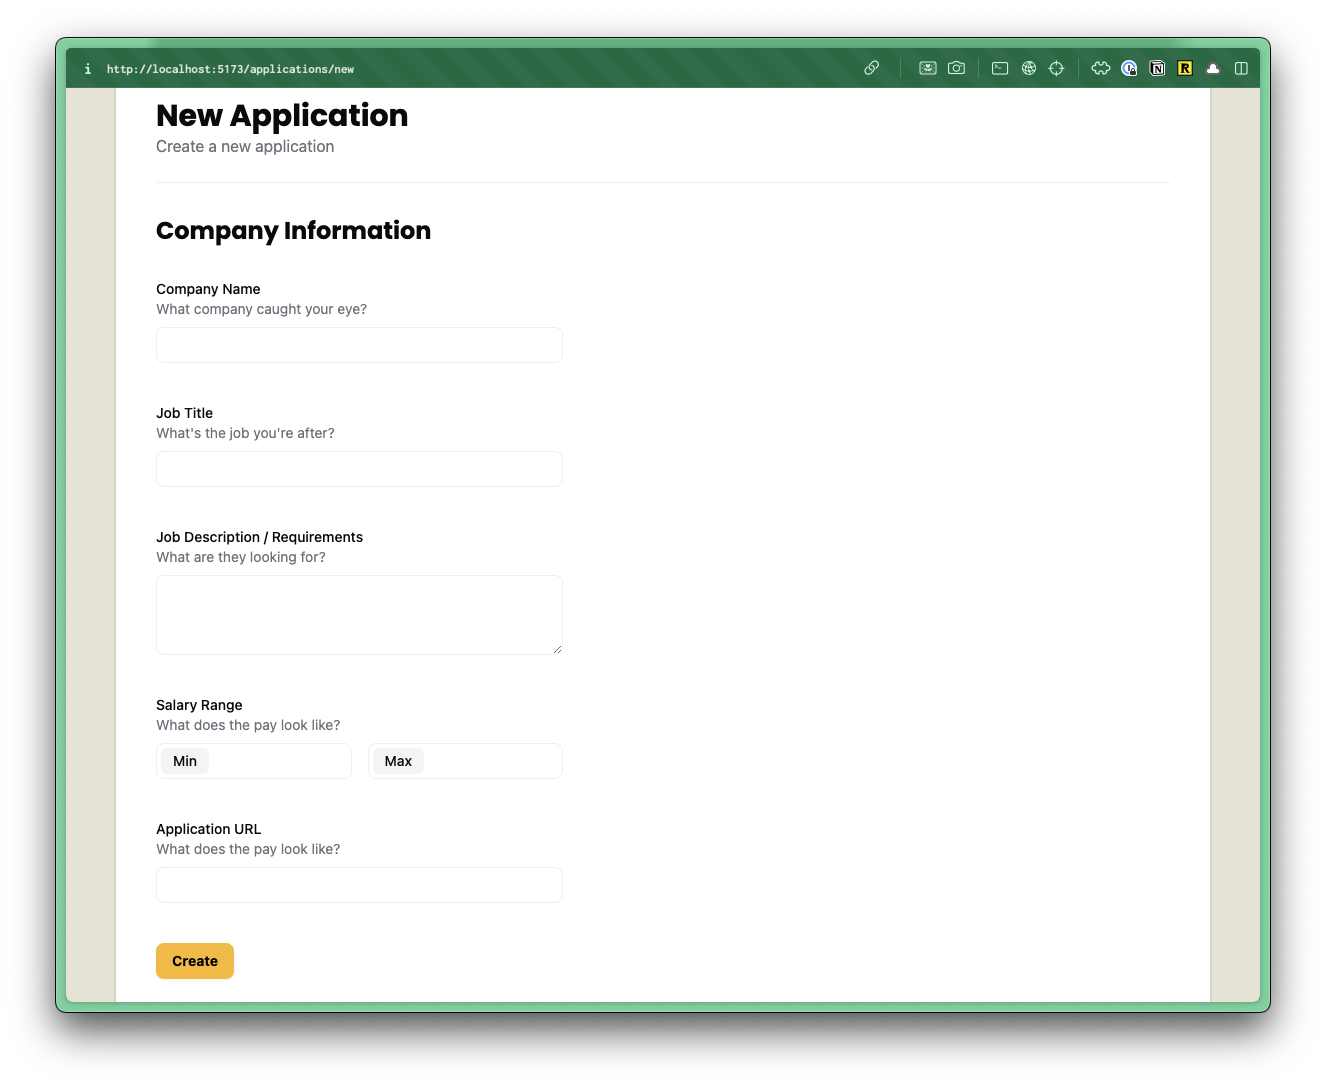 http://localhost:5173/applications/new
New Application
Create a new application
Company Information
Company Name
What company caught your eye?
Job Title
What's the job you're after?
Job Description / Requirements
What are they looking for?
Salary Range
What does the pay look like?
Min Max
Application URL
What does the pay look like?
Create